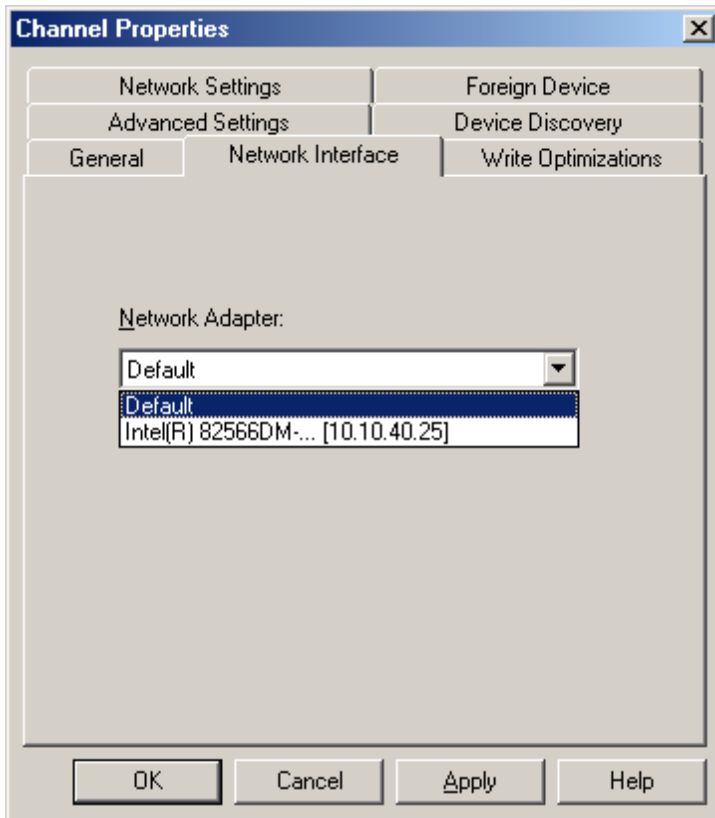 Channel Properties
Network Settings Foreign Device
Advanced Settings Device Discovery
General Network Interface Write Optimizations
Network Adapter:
Default
Default
Intel(R) 82566DM-... [10.10.40.25]
OK Cancel Apply Help